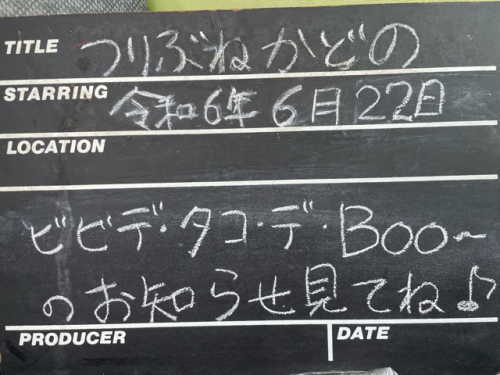 TITLE つりぶねかどの
STARRING 令和6年6月22日
LOCATION
ビビデ・タコ・デ・Boo～
のお知らせ見てね♪
PRODUCER DATE